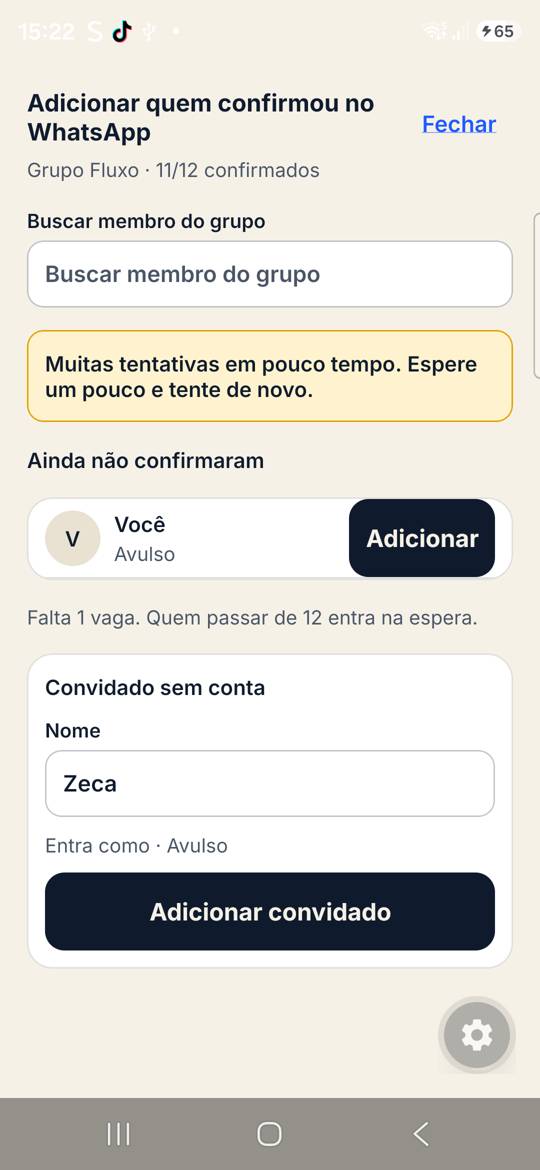 15:22
65
Adicionar quem confirmou no
WhatsApp
Fechar
Grupo Fluxo · 11/12 confirmados
Buscar membro do grupo
Buscar membro do grupo
Muitas tentativas em pouco tempo. Espere
um pouco e tente de novo.
Ainda não confirmaram
V
Você
Avulso
Adicionar
Falta 1 vaga. Quem passar de 12 entra na espera.
Convidado sem conta
Nome
Zeca
Entra como · Avulso
Adicionar convidado